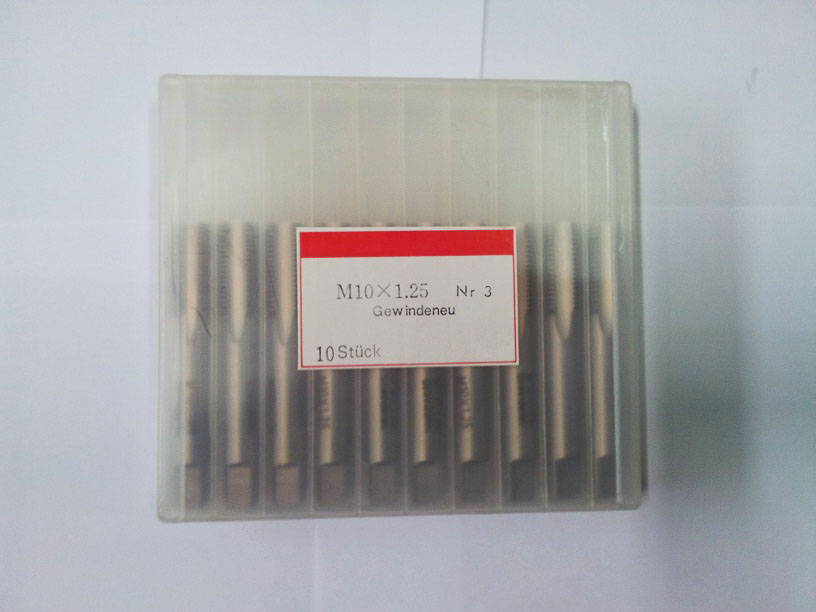 M10×1.25 Nr 3
Gewindeneu
10 Stück